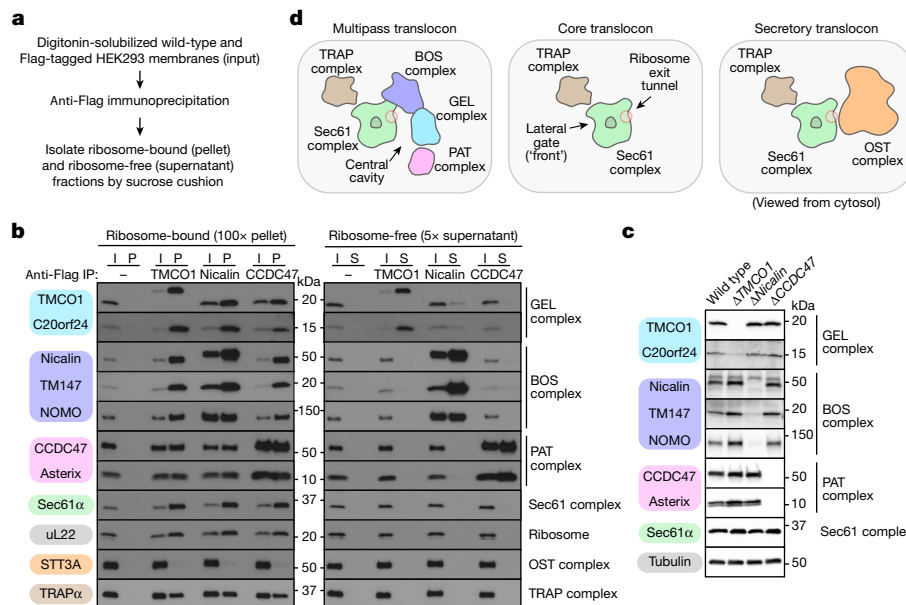 a
Digitonin-solubilized wild-type and
Flag-tagged HEK293 membranes (input)
Anti-Flag immunoprecipitation
Isolate ribosome-bound (pellet)
and ribosome-free (supernatant)
fractions by sucrose cushion
d
Multipass translocon
TRAP
complex
BOS
complex
GEL
complex
PAT
complex
Sec61
complex
Central
cavity
Core translocon
TRAP
complex
Ribosome
exit
tunnel
Lateral
gate
('front')
Sec61
complex
Secretory translocon
TRAP
complex
Sec61
complex
OST
complex
(Viewed from cytosol)
b
Ribosome-bound (100× pellet)
Ribosome-free (5× supernatant)
I P I P I P I P
I S I S I S I S
Anti-Flag IP: – TMCO1 Nicalin CCDC47
kDa
– TMCO1 Nicalin CCDC47
TMCO1
20
C20orf24
15
GEL
complex
Nicalin
50
TM147
20
NOMO
150
BOS
complex
CCDC47
50
Asterix
10
PAT
complex
Sec61α
37
Sec61 complex
uL22
20
Ribosome
STT3A
50
OST complex
TRAPα
37
TRAP complex
c
Wild type
ΔTMCO1
ΔNicalin
ΔCCDC47
kDa
TMCO1
20
C20orf24
15
GEL
complex
Nicalin
50
TM147
20
NOMO
150
BOS
complex
CCDC47
50
Asterix
10
PAT
complex
Sec61α
37
Sec61 comple
Tubulin
50